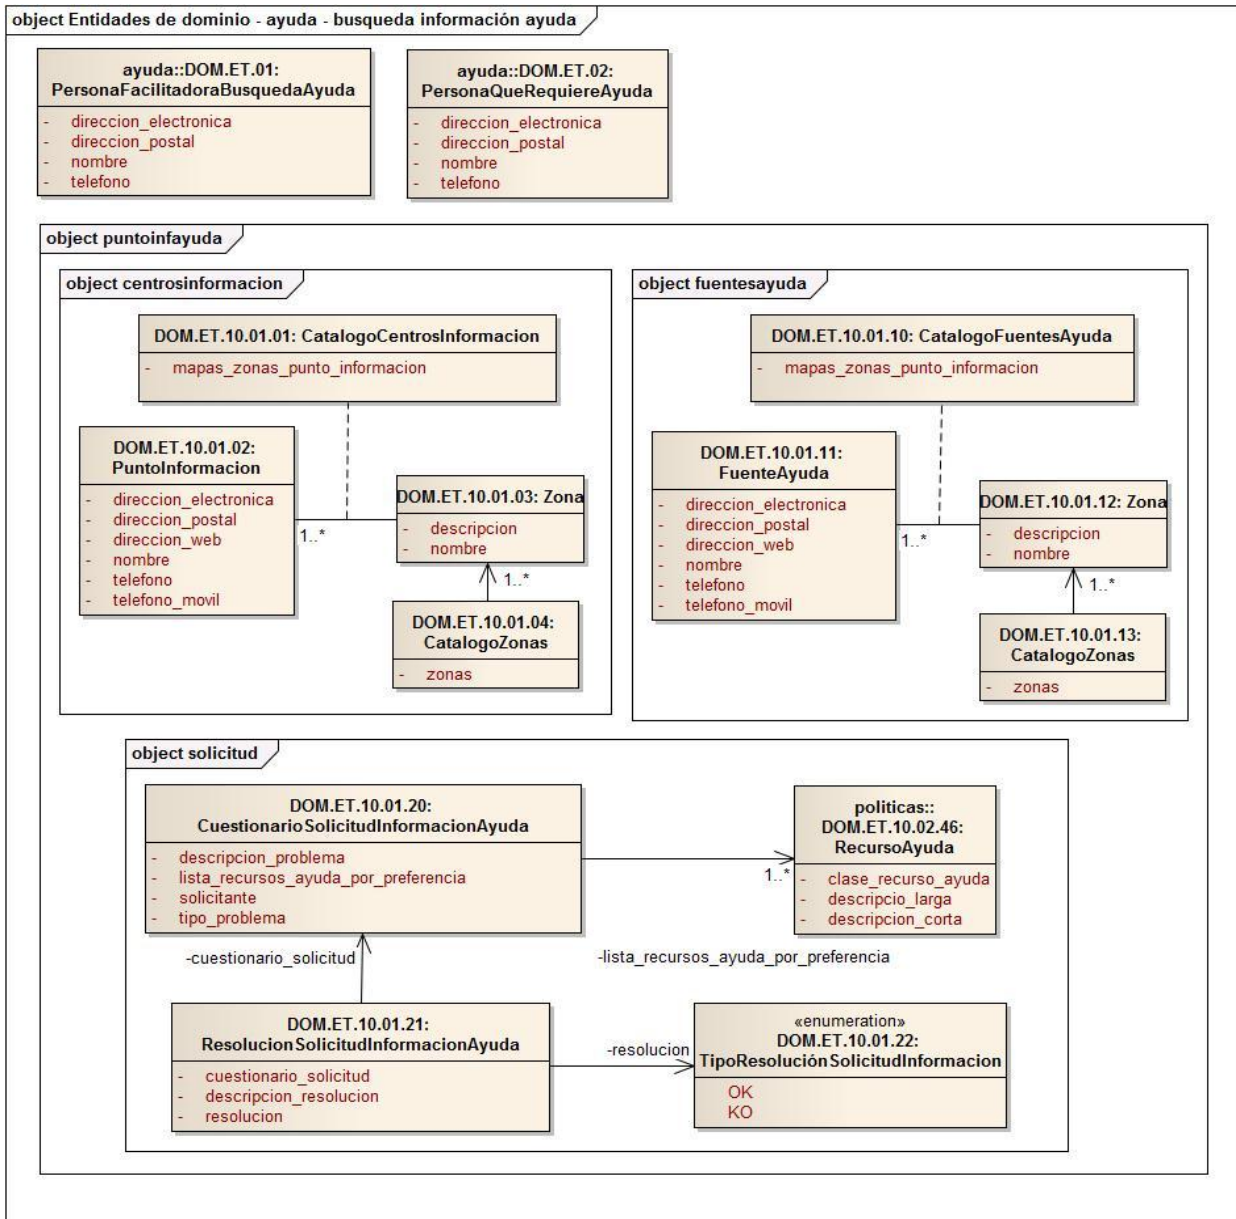 object Entidades de dominio - ayuda - busqueda información ayuda
ayuda::DOM.ET.01:
PersonaFacilitadoraBusquedaAyuda
- direccion_electronica
- direccion_postal
- nombre
- telefono
ayuda::DOM.ET.02:
PersonaQueRequiereAyuda
- direccion_electronica
- direccion_postal
- nombre
- telefono
object puntoinfayuda
object centrosinformacion
DOM.ET.10.01.01: CatalogoCentrosInformacion
- mapas_zonas_punto_informacion
DOM.ET.10.01.02:
PuntoInformacion
- direccion_electronica
- direccion_postal
- direccion_web
- nombre
- telefono
- telefono_movil
1..*
DOM.ET.10.01.03: Zona
- descripcion
- nombre
1..*
DOM.ET.10.01.04:
CatalogoZonas
- zonas
object fuentesayuda
DOM.ET.10.01.10: CatalogoFuentesAyuda
- mapas_zonas_punto_informacion
DOM.ET.10.01.11:
FuenteAyuda
- direccion_electronica
- direccion_postal
- direccion_web
- nombre
- telefono
- telefono_movil
1..*
DOM.ET.10.01.12: Zona
- descripcion
- nombre
1..*
DOM.ET.10.01.13:
CatalogoZonas
- zonas
object solicitud
DOM.ET.10.01.20:
CuestionarioSolicitudInformacionAyuda
- descripcion_problema
- lista_recursos_ayuda_por_preferencia
- solicitante
- tipo_problema
1..*
politicas::
DOM.ET.10.02.46:
RecursoAyuda
- clase_recurso_ayuda
- descripcio_larga
- descripcion_corta
-cuestionario_solicitud
-lista_recursos_ayuda_por_preferencia
DOM.ET.10.01.21:
ResolucionSolicitudInformacionAyuda
- cuestionario_solicitud
- descripcion_resolucion
- resolucion
-resolucion
«enumeration»
DOM.ET.10.01.22:
TipoResoluciónSolicitudInformacion
OK
KO